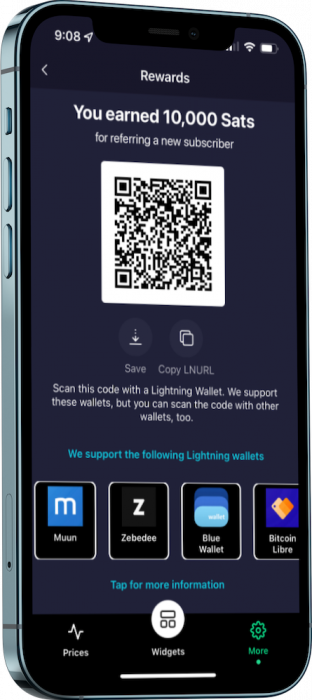 9:08
Rewards
You earned 10,000 Sats
for referring a new subscriber
Save
Copy LNURL
Scan this code with a Lightning Wallet. We support
these wallets, but you can scan the code with other
wallets, too.
We support the following Lightning wallets
m
Muun
z
Zebedee
wallet
Blue
Wallet
Bitcoin
Libre
Tap for more information
Prices
Widgets
More